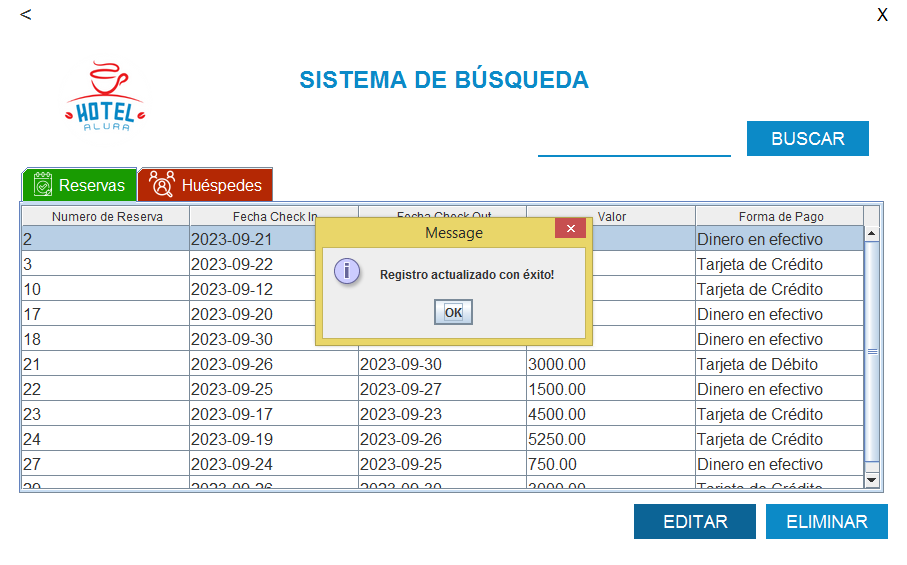 <
X
HOTEL
ALURA
SISTEMA DE BÚSQUEDA
BUSCAR
Reservas
Huéspedes
Numero de Reserva Fecha Check In Fecha Check Out Valor Forma de Pago
2 2023-09-21 Dinero en efectivo
3 2023-09-22 Tarjeta de Crédito
10 2023-09-12 Tarjeta de Crédito
17 2023-09-20 Dinero en efectivo
18 2023-09-30 Dinero en efectivo
21 2023-09-26 2023-09-30 3000.00 Tarjeta de Débito
22 2023-09-25 2023-09-27 1500.00 Dinero en efectivo
23 2023-09-17 2023-09-23 4500.00 Tarjeta de Crédito
24 2023-09-19 2023-09-26 5250.00 Tarjeta de Crédito
27 2023-09-24 2023-09-25 750.00 Dinero en efectivo
Message
Registro actualizado con éxito!
OK
EDITAR
ELIMINAR